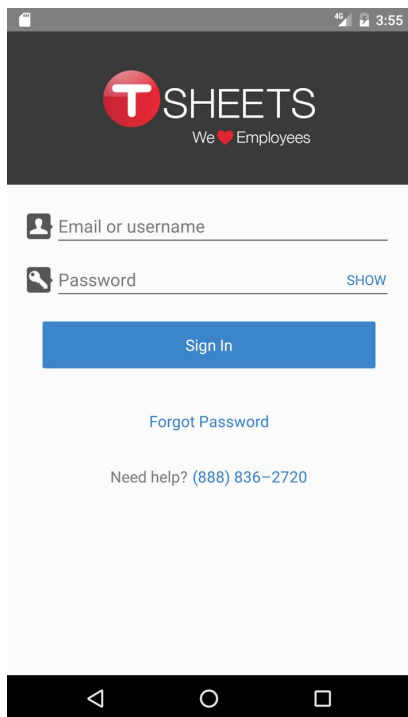 4G 3:55
TSHEETS
We ❤ Employees
Email or username
Password SHOW
Sign In
Forgot Password
Need help? (888) 836-2720